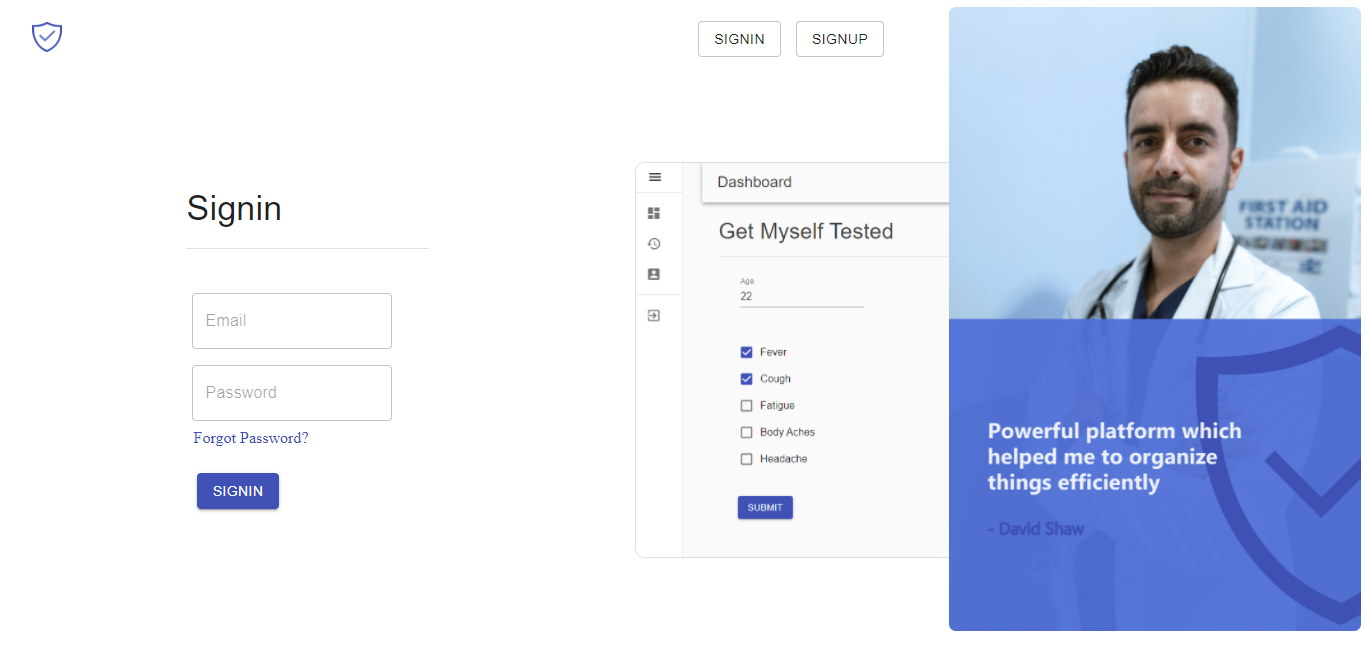 SIGNIN
SIGNUP
Signin
Email
Password
Forgot Password?
SIGNIN
Dashboard
Get Myself Tested
Age
22
Fever
Cough
Fatigue
Body Aches
Headache
SUBMIT
FIRST AID
STATION
Powerful platform which
helped me to organize
things efficiently
- David Shaw